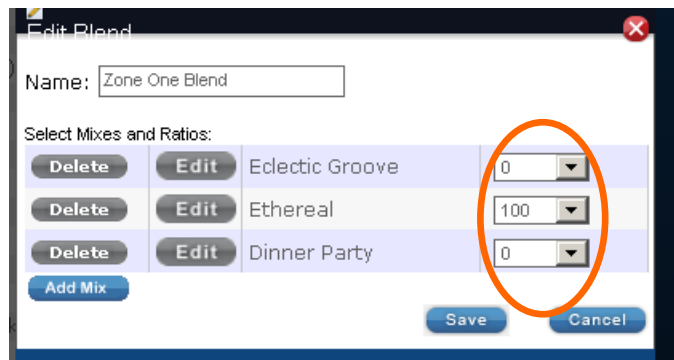 Edit Blend
Name: Zone One Blend
Select Mixes and Ratios:
Delete Edit Eclectic Groove 0
Delete Edit Ethereal 100
Delete Edit Dinner Party 0
Add Mix
Save Cancel